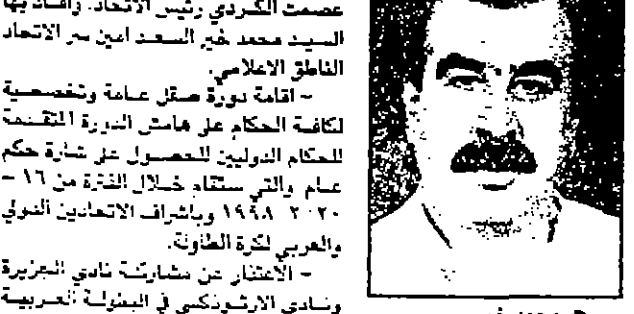 عصمت الكردي رئيس الاتحاد. وأفاد بها
السيد محمد خير السعد امين سر الاتحاد
الناطق الاعلامي.
- اقامة دورة صقل عامة وتخصصية
لكافة الحكام على هامش الدورة المتقدمة
للحكام الدوليين للحصول على شارة حكم
عام والتي ستقام خلال الفترة من ١٦ -
٢٠ ٢ ١٩٩٨ وباشراف الاتحادين الدولي
والعربي لكرة الطاولة.
- الاعتذار عن مشاركة نادي الجزيرة
ونادي الارثوذكسي في البطولة العربية